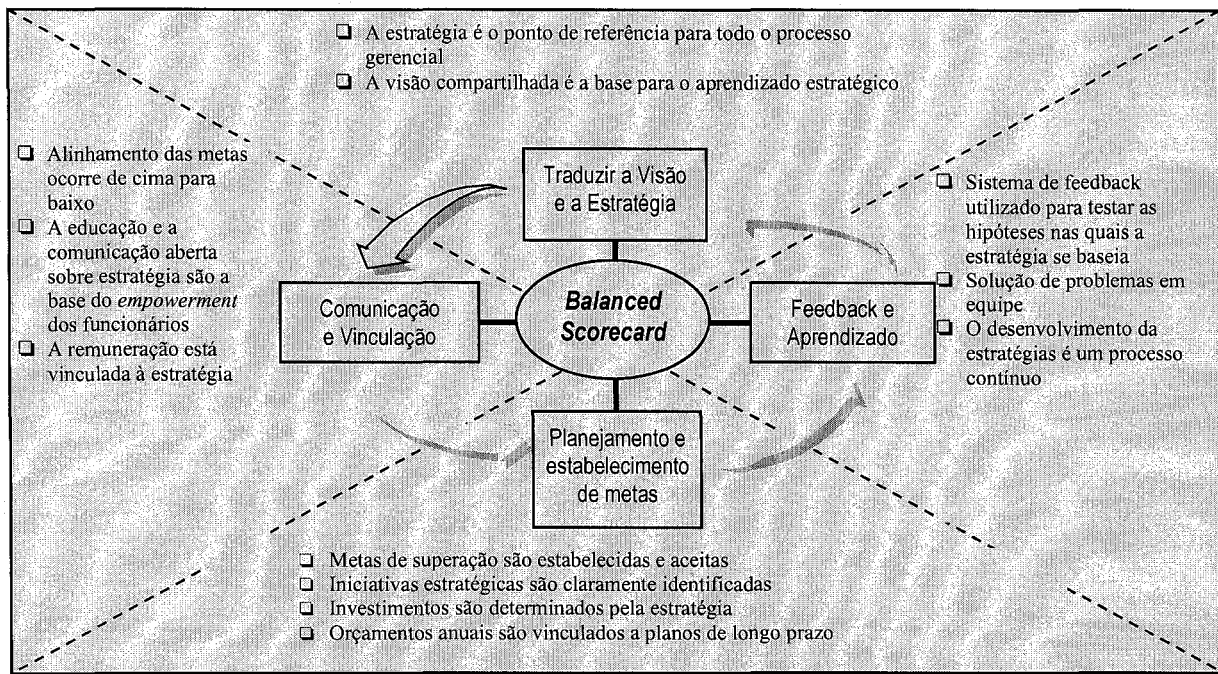 ❑ A estratégia é o ponto de referência para todo o processo
gerencial
❑ A visão compartilhada é a base para o aprendizado estratégico
❑ Alinhamento das metas
ocorre de cima para
baixo
❑ A educação e a
comunicação aberta
sobre estratégia são a
base do empowerment
dos funcionários
❑ A remuneração está
vinculada à estratégia
Traduzir a Visão
e a Estratégia
Comunicação
e Vinculação
Balanced
Scorecard
Feedback e
Aprendizado
Planejamento e
estabelecimento
de metas
❑ Sistema de feedback
utilizado para testar as
hipóteses nas quais a
estratégia se baseia
❑ Solução de problemas em
equipe
❑ O desenvolvimento da
estratégias é um processo
contínuo
❑ Metas de superação são estabelecidas e aceitas
❑ Iniciativas estratégicas são claramente identificadas
❑ Investimentos são determinados pela estratégia
❑ Orçamentos anuais são vinculados a planos de longo prazo